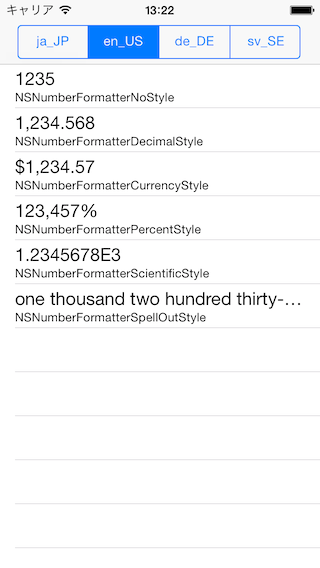 キャリア 13:22
ja_JP en_US de_DE sv_SE
1235
NSNumberFormatterNoStyle
1,234.568
NSNumberFormatterDecimalStyle
$1,234.57
NSNumberFormatterCurrencyStyle
123,457%
NSNumberFormatterPercentStyle
1.2345678E3
NSNumberFormatterScientificStyle
one thousand two hundred thirty-…
NSNumberFormatterSpellOutStyle